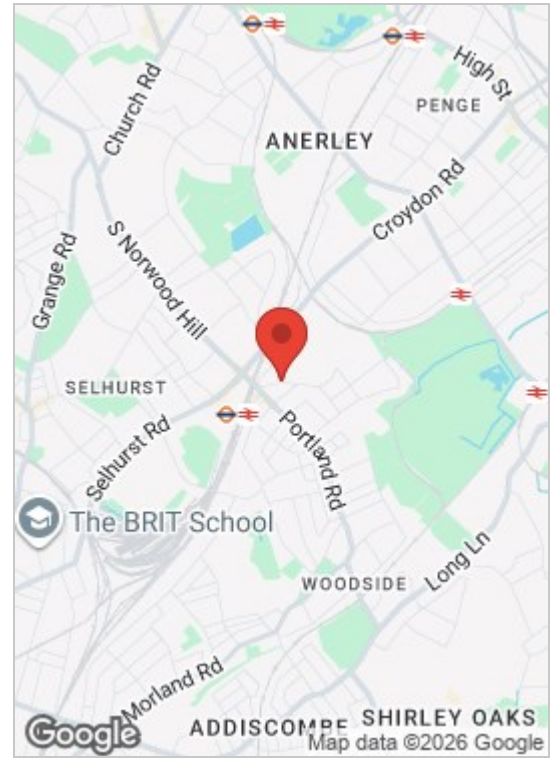 High St
PENGE
Church Rd
ANERLEY
Croydon Rd
S Norwood Hill
Grange Rd
SELHURST
Selhurst Rd
Portland Rd
The BRIT School
Long Ln
WOODSIDE
Morland Rd
ADDISCOMBE
SHIRLEY OAKS
Google
Map data ©2026 Google